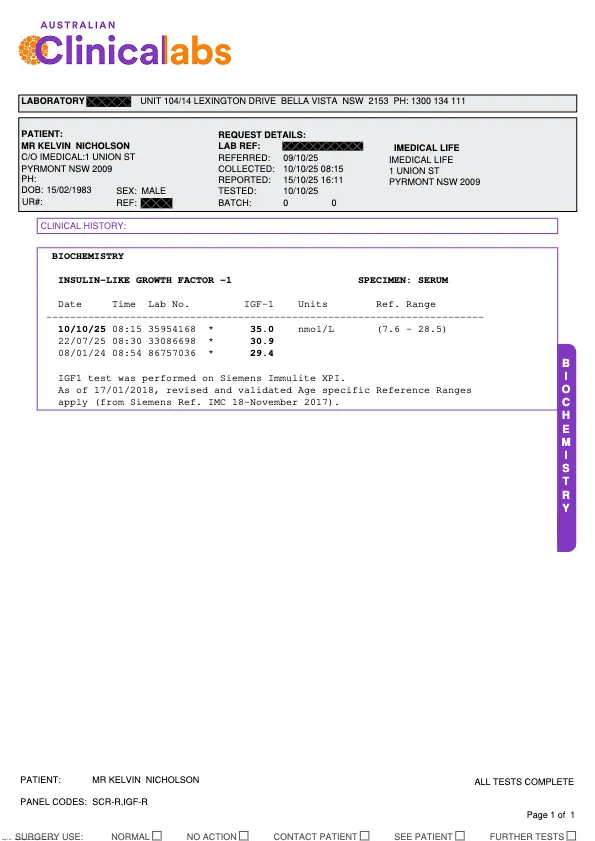 AUSTRALIAN
Clinicalabs
LABORATORY UNIT 104/14 LEXINGTON DRIVE BELLA VISTA NSW 2153 PH: 1300 134 111
PATIENT: REQUEST DETAILS:
MR KELVIN NICHOLSON LAB REF: IMEDICAL LIFE
C/O IMEDICAL:1 UNION ST REFERRED: 09/10/25 IMEDICAL LIFE
PYRMONT NSW 2009 COLLECTED: 10/10/25 08:15 1 UNION ST
PH: REPORTED: 15/10/25 16:11 PYRMONT NSW 2009
DOB: 15/02/1983 SEX: MALE TESTED: 10/10/25
UR#: REF: BATCH: 0 0
CLINICAL HISTORY:
BIOCHEMISTRY
INSULIN-LIKE GROWTH FACTOR -1 SPECIMEN: SERUM
Date Time Lab No. IGF-1 Units Ref. Range
10/10/25 08:15 35954168 * 35.0 nmol/L (7.6 - 28.5)
22/07/25 08:30 33086698 * 30.9
08/01/24 08:54 86757036 * 29.4
IGF1 test was performed on Siemens Immulite XPI.
As of 17/01/2018, revised and validated Age specific Reference Ranges
apply (from Siemens Ref. IMC 18-November 2017).
BIOCHEMISTRY
PATIENT: MR KELVIN NICHOLSON ALL TESTS COMPLETE
PANEL CODES: SCR-R,IGF-R
Page 1 of 1
SURGERY USE: NORMAL NO ACTION CONTACT PATIENT SEE PATIENT FURTHER TESTS